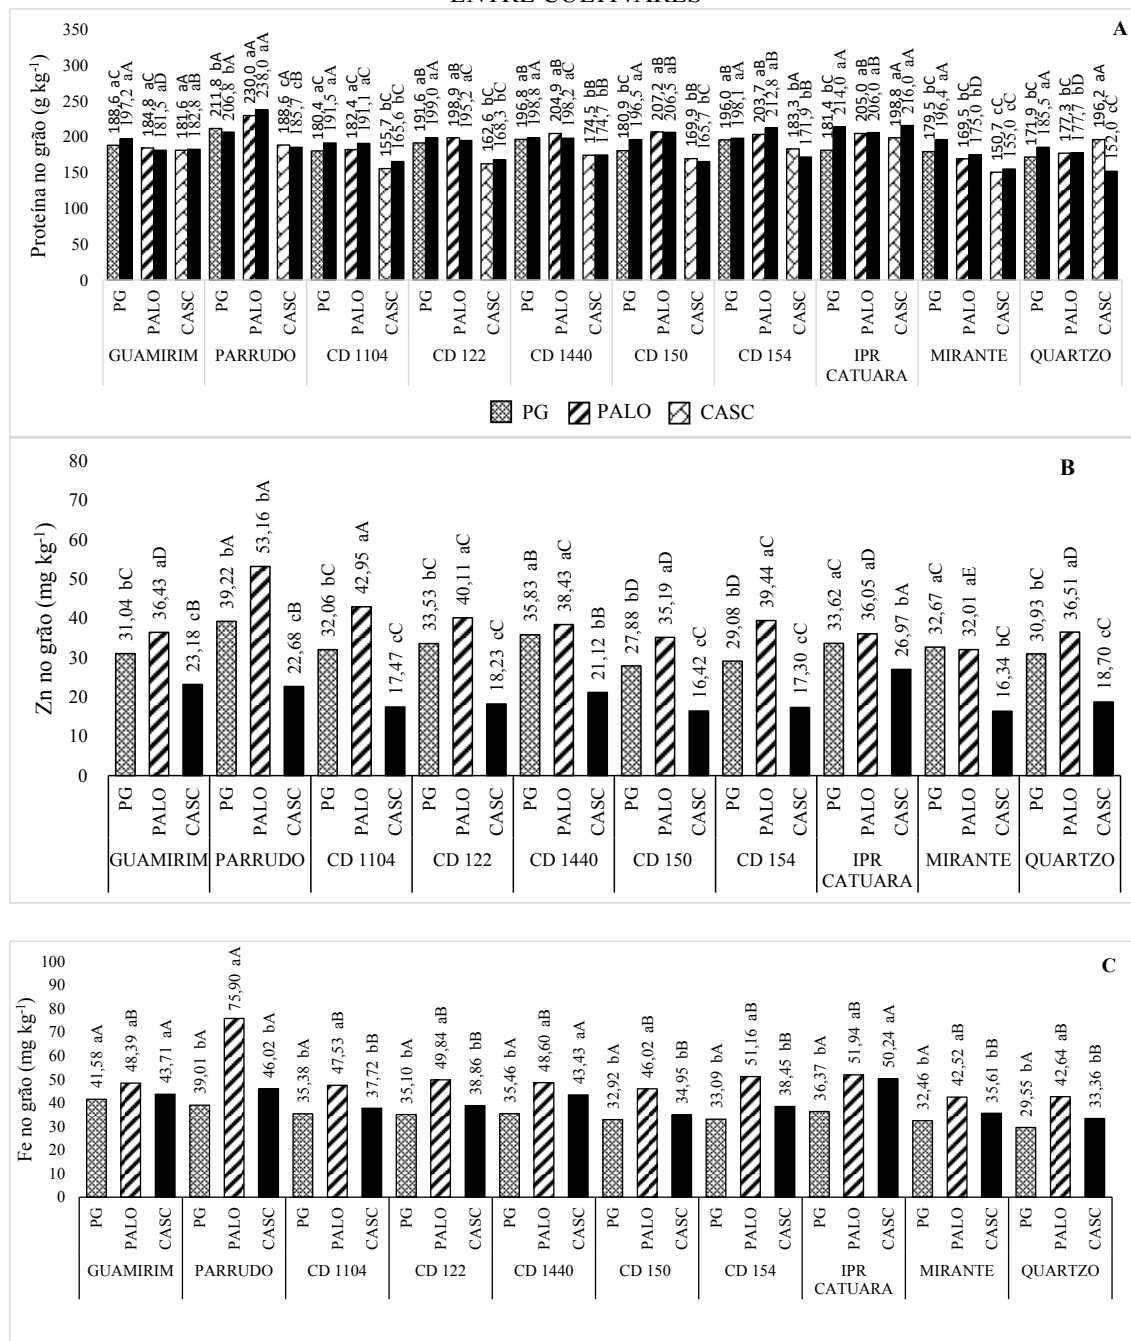 ENTRE CULTIVARES
A
Proteína no grão (g kg⁻¹)
350
300
250
200
150
100
50
0
188,6 aC
197,2 aA
184,8 aC
181,5 aD
181,6 aA
182,8 aB
211,8 bA
206,8 bA
230,0 aA
238,0 aA
188,6 cA
185,7 cB
180,4 aC
191,5 aA
182,4 aC
191,1 aC
155,7 bC
165,6 bC
191,6 aB
199,0 aA
198,9 aB
195,2 aC
162,6 bC
168,3 bC
196,8 aB
198,8 aA
204,9 aB
198,2 aC
174,5 bB
174,7 bB
180,9 bC
196,5 aA
207,2 aB
206,5 aB
169,9 bB
165,7 bC
196,0 aB
198,1 aA
203,7 aB
212,8 aB
183,3 bA
171,9 bB
181,4 bC
214,0 aA
205,0 aB
206,0 aB
198,8 aA
216,0 aA
179,5 bC
196,4 aA
169,5 bC
175,0 bD
150,7 cC
155,0 cC
171,9 bC
185,5 aA
177,3 bC
177,7 bD
196,2 aA
152,0 cC
PG PALO CASC PG PALO CASC PG PALO CASC PG PALO CASC PG PALO CASC PG PALO CASC PG PALO CASC PG PALO CASC PG PALO CASC PG PALO CASC
GUAMIRIM PARRUDO CD 1104 CD 122 CD 1440 CD 150 CD 154 IPR CATUARA MIRANTE QUARTZO
PG PALO CASC
B
Zn no grão (mg kg⁻¹)
80
70
60
50
40
30
20
10
0
31,04 bC
36,43 aD
23,18 cB
39,22 bA
53,16 bA
22,68 cB
32,06 bC
42,95 aA
17,47 cC
33,53 bC
40,11 aC
18,23 cC
35,83 aB
38,43 aC
21,12 bB
27,88 bD
35,19 aD
16,42 cC
29,08 bD
39,44 aC
17,30 cC
33,62 aC
36,05 aD
26,97 bA
32,67 aC
32,01 aE
16,34 bC
30,93 bC
36,51 aD
18,70 cC
PG PALO CASC PG PALO CASC PG PALO CASC PG PALO CASC PG PALO CASC PG PALO CASC PG PALO CASC PG PALO CASC PG PALO CASC PG PALO CASC
GUAMIRIM PARRUDO CD 1104 CD 122 CD 1440 CD 150 CD 154 IPR CATUARA MIRANTE QUARTZO
C
Fe no grão (mg kg⁻¹)
100
90
80
70
60
50
40
30
20
10
0
41,58 aA
48,39 aB
43,71 aA
39,01 bA
75,90 aA
46,02 bA
35,38 bA
47,53 aB
37,72 bB
35,10 bA
49,84 aB
38,86 bB
35,46 bA
48,60 aB
43,43 aA
32,92 bA
46,02 aB
34,95 bB
33,09 bA
51,16 aB
38,45 bB
36,37 bA
51,94 aB
50,24 aA
32,46 bA
42,52 aB
35,61 bB
29,55 bA
42,64 aB
33,36 bB
PG PALO CASC PG PALO CASC PG PALO CASC PG PALO CASC PG PALO CASC PG PALO CASC PG PALO CASC PG PALO CASC PG PALO CASC PG PALO CASC
GUAMIRIM PARRUDO CD 1104 CD 122 CD 1440 CD 150 CD 154 IPR CATUARA MIRANTE QUARTZO